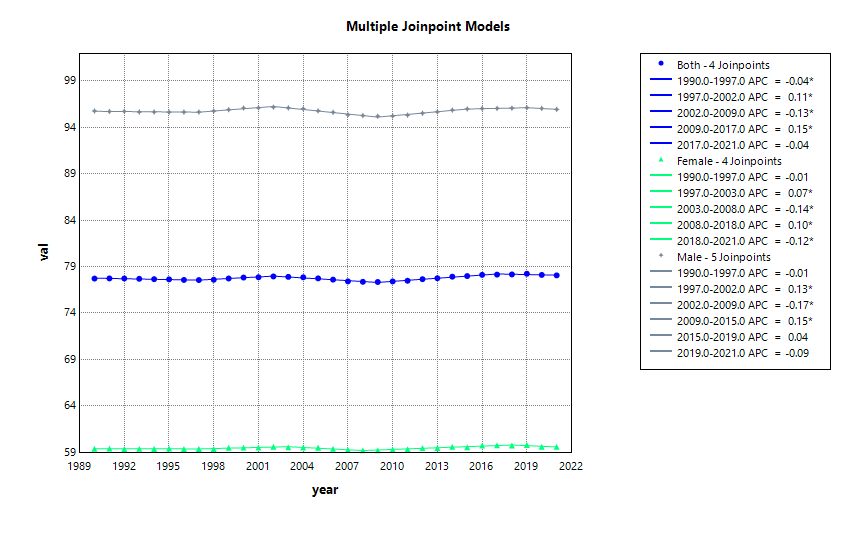 Multiple Joinpoint Models
99
94
89
84
79
74
69
64
59
val
1989 1992 1995 1998 2001 2004 2007 2010 2013 2016 2019 2022
year
Both - 4 Joinpoints
1990.0-1997.0 APC = -0.04*
1997.0-2002.0 APC = 0.11*
2002.0-2009.0 APC = -0.13*
2009.0-2017.0 APC = 0.15*
2017.0-2021.0 APC = -0.04
Female - 4 Joinpoints
1990.0-1997.0 APC = -0.01
1997.0-2003.0 APC = 0.07*
2003.0-2008.0 APC = -0.14*
2008.0-2018.0 APC = 0.10*
2018.0-2021.0 APC = -0.12*
Male - 5 Joinpoints
1990.0-1997.0 APC = -0.01
1997.0-2002.0 APC = 0.13*
2002.0-2009.0 APC = -0.17*
2009.0-2015.0 APC = 0.15*
2015.0-2019.0 APC = 0.04
2019.0-2021.0 APC = -0.09